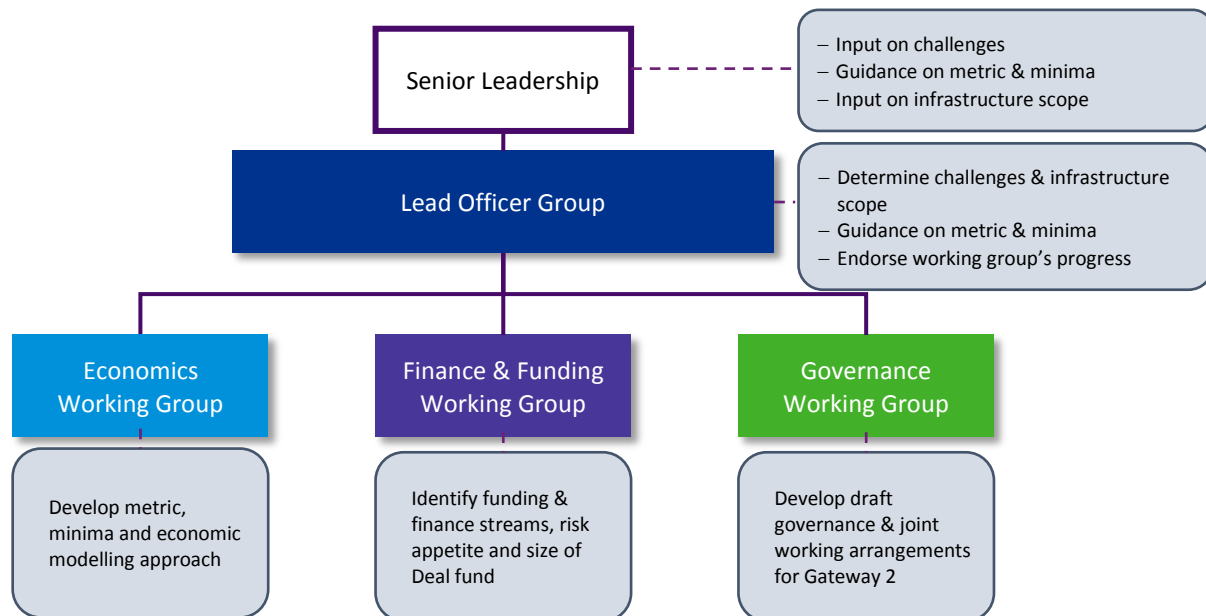 Senior Leadership
– Input on challenges
– Guidance on metric & minima
– Input on infrastructure scope
Lead Officer Group
– Determine challenges & infrastructure
scope
– Guidance on metric & minima
– Endorse working group’s progress
Economics
Working Group
Finance & Funding
Working Group
Governance
Working Group
Develop metric,
minima and economic
modelling approach
Identify funding &
finance streams, risk
appetite and size of
Deal fund
Develop draft
governance & joint
working arrangements
for Gateway 2